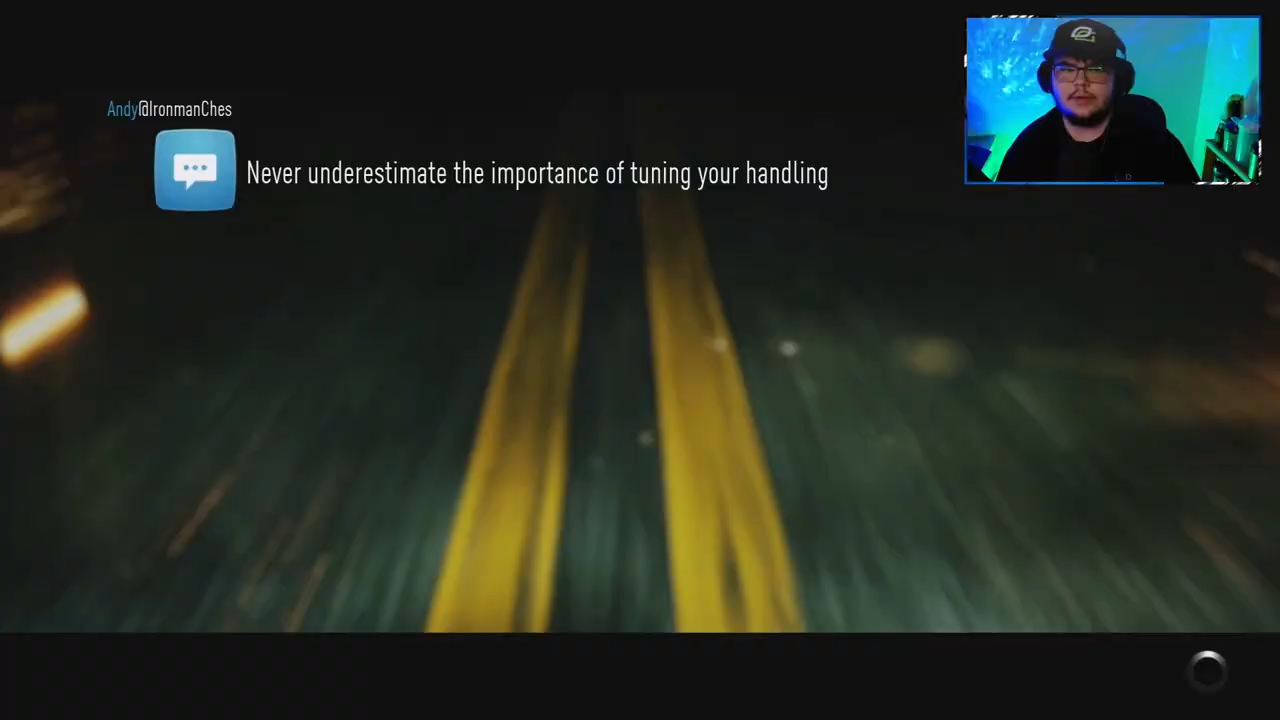 Andy@IronmanChes
Never underestimate the importance of tuning your handling